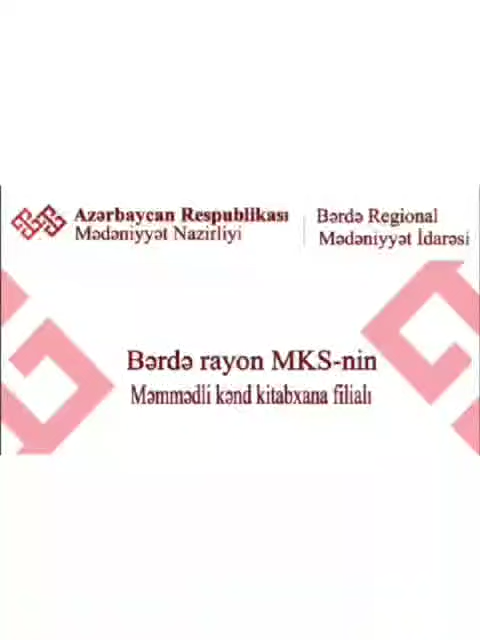 Azərbaycan Respublikası
Mədəniyyət Nazirliyi
Bərdə Regional
Mədəniyyət İdarəsi
Bərdə rayon MKS-nin
Məmmədli kənd kitabxana filialı